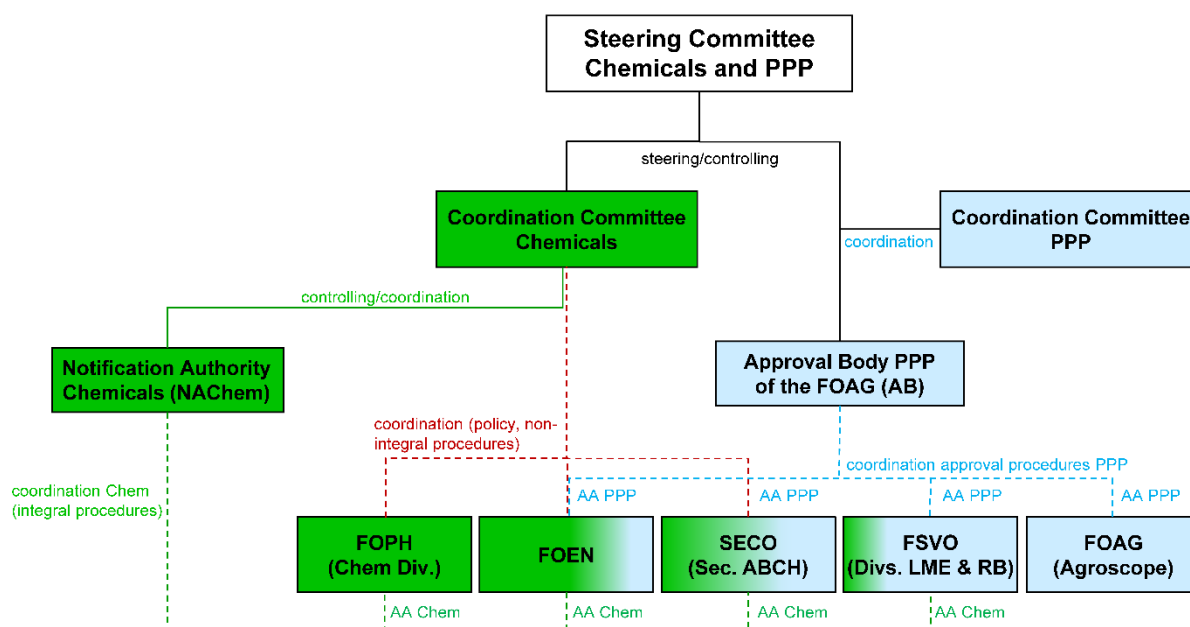 Steering Committee
Chemicals and PPP
steering/controlling
Coordination Committee
Chemicals
coordination
Coordination Committee
PPP
controlling/coordination
Notification Authority
Chemicals (NAChem)
Approval Body PPP
of the FOAG (AB)
coordination (policy, non-
integral procedures)
coordination approval procedures PPP
coordination Chem
(integral procedures)
AA PPP
AA PPP
AA PPP
AA PPP
FOPH
(Chem Div.)
FOEN
SECO
(Sec. ABCH)
FSVO
(Divs. LME & RB)
FOAG
(Agroscope)
AA Chem
AA Chem
AA Chem
AA Chem